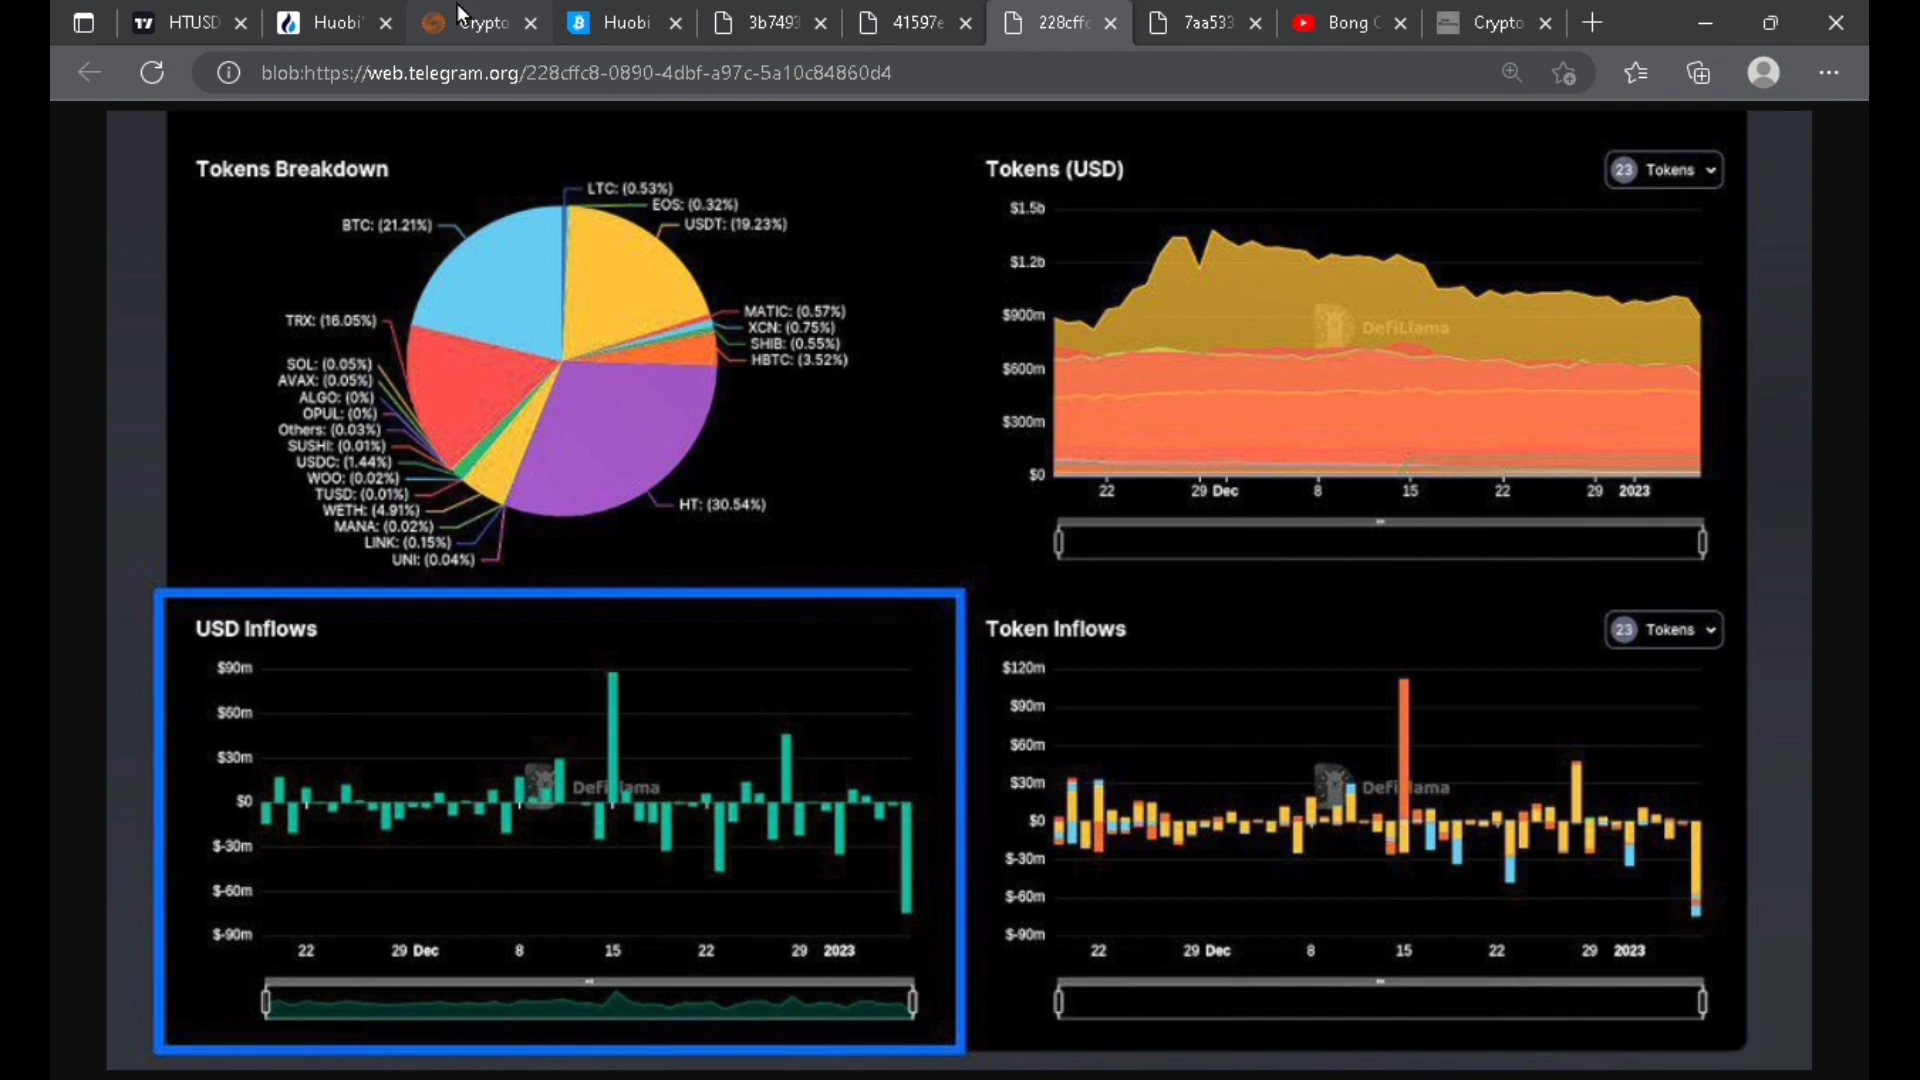 HTUSD
Huobi'
Crypto
Huobi
3b7493
41597e
228cffc
7aa533
Bong C
Crypto
blob:https://web.telegram.org/228cffc8-0890-4dbf-a97c-5a10c84860d4
Tokens Breakdown
LTC: (0.53%)
EOS: (0.32%)
USDT: (19.23%)
BTC: (21.21%)
MATIC: (0.57%)
XCN: (0.75%)
SHIB: (0.55%)
HBTC: (3.52%)
TRX: (16.05%)
SOL: (0.05%)
AVAX: (0.05%)
ALGO: (0%)
OPUL: (0%)
Others: (0.03%)
SUSHI: (0.01%)
USDC: (1.44%)
WOO: (0.02%)
TUSD: (0.01%)
WETH: (4.91%)
MANA: (0.02%)
LINK: (0.15%)
UNI: (0.04%)
HT: (30.54%)
Tokens (USD)
23 Tokens
$1.5b
$1.2b
$900m
$600m
$300m
$0
DefiLlama
22 29 Dec 8 15 22 29 2023
USD Inflows
$90m
$60m
$30m
$0
$-30m
$-60m
$-90m
DefiLlama
22 29 Dec 8 15 22 29 2023
Token Inflows
23 Tokens
$120m
$90m
$60m
$30m
$0
$-30m
$-60m
$-90m
DefiLlama
22 29 Dec 8 15 22 29 2023